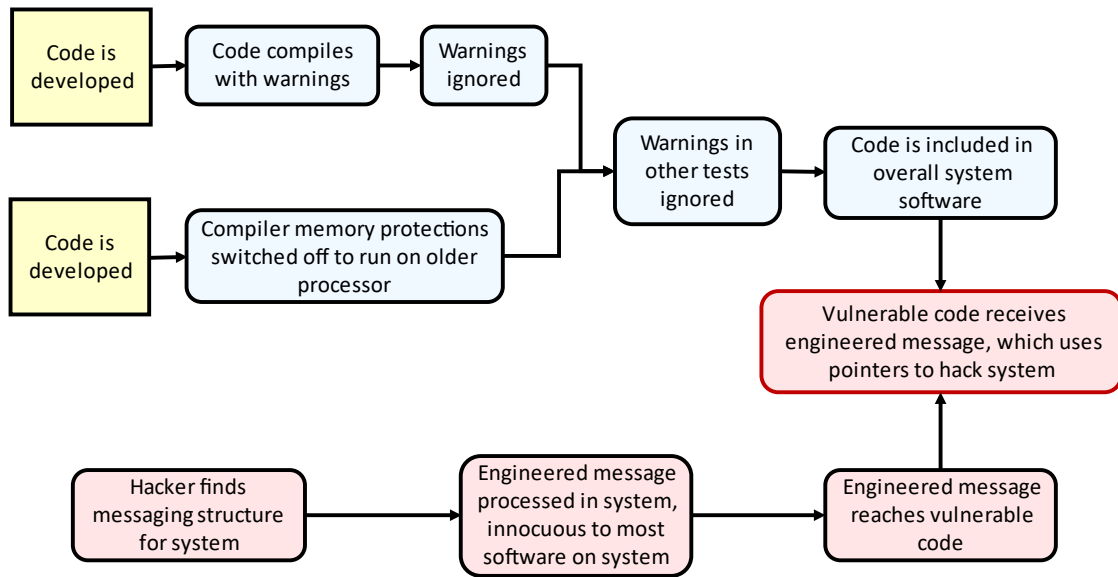 Code is
developed
Code compiles
with warnings
Warnings
ignored
Warnings in
other tests
ignored
Code is included in
overall system
software
Code is
developed
Compiler memory protections
switched off to run on older
processor
Vulnerable code receives
engineered message, which uses
pointers to hack system
Hacker finds
messaging structure
for system
Engineered message
processed in system,
innocuous to most
software on system
Engineered message
reaches vulnerable
code